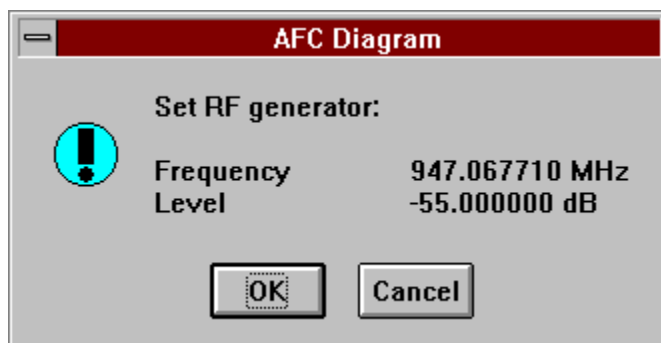 AFC Diagram
Set RF generator:
Frequency 947.067710 MHz
Level -55.000000 dB
OK Cancel